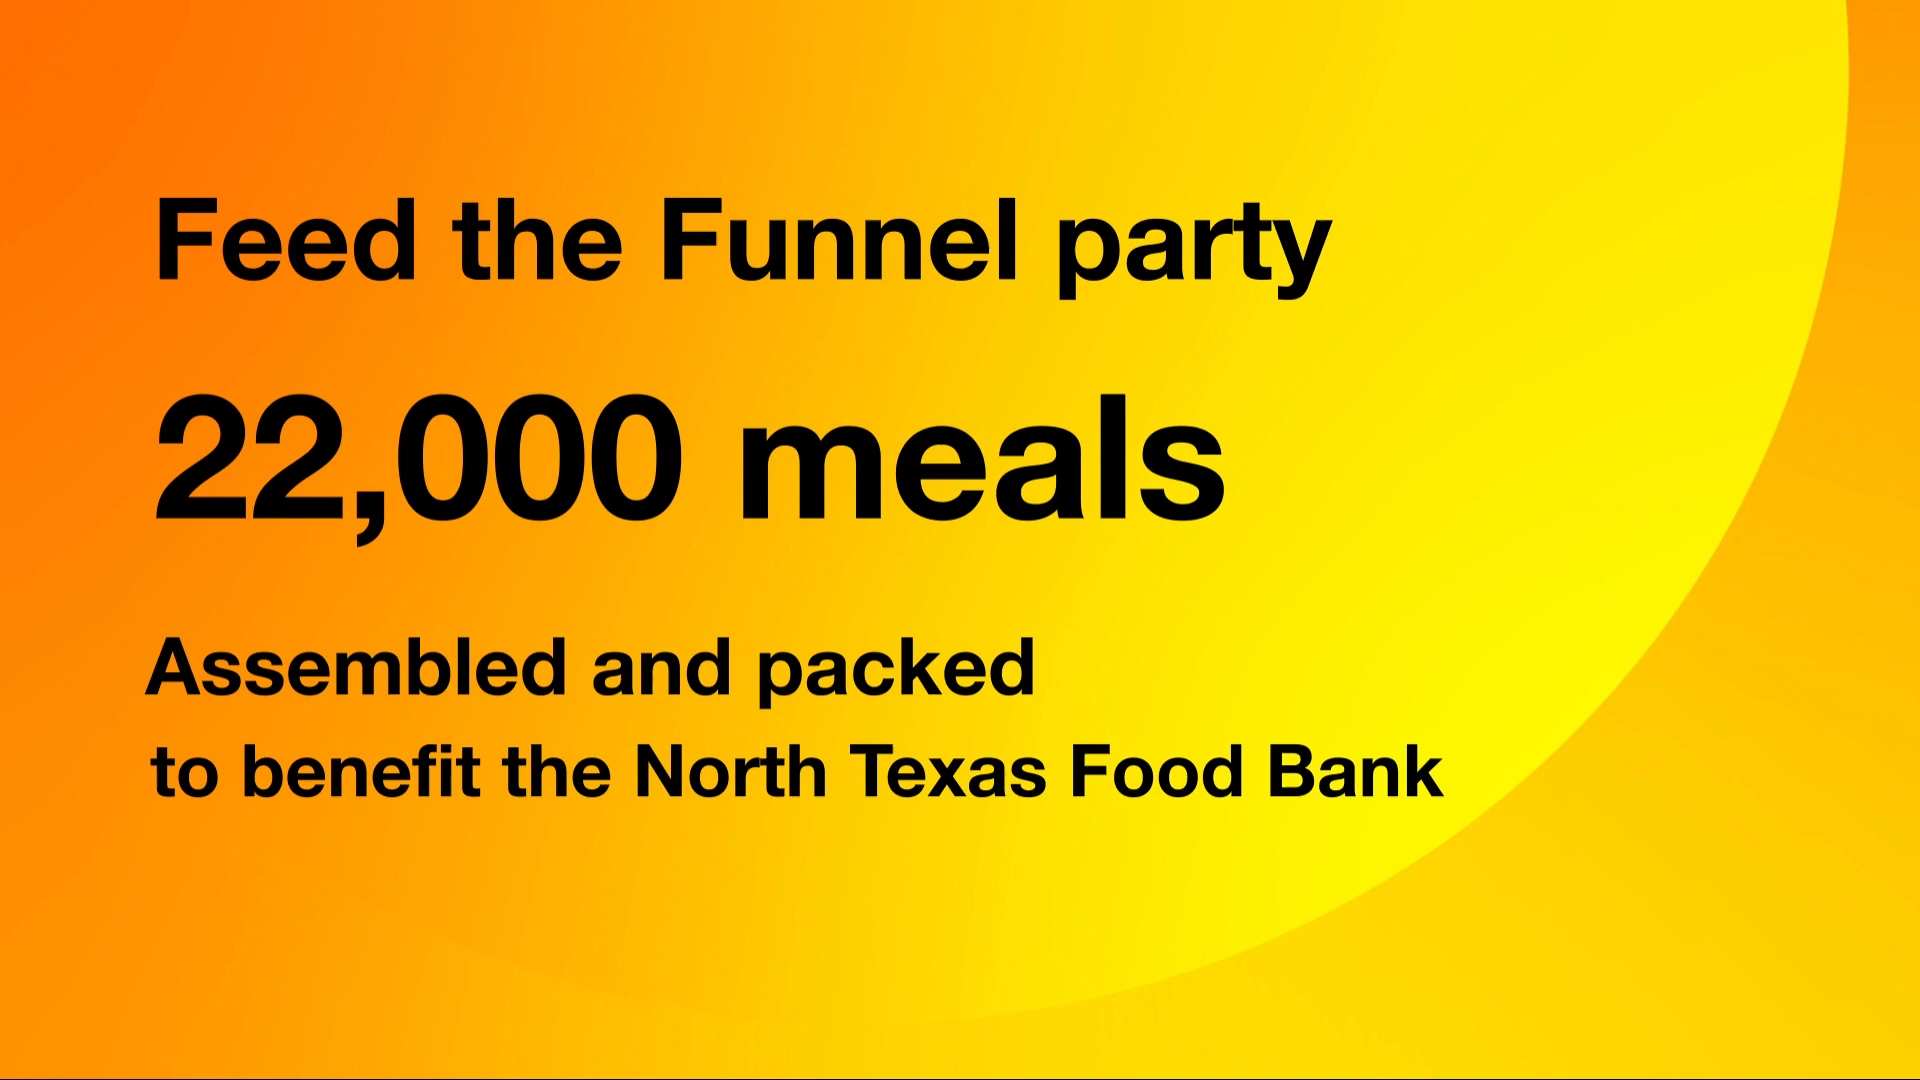 Feed the Funnel party
22,000 meals
Assembled and packed
to benefit the North Texas Food Bank